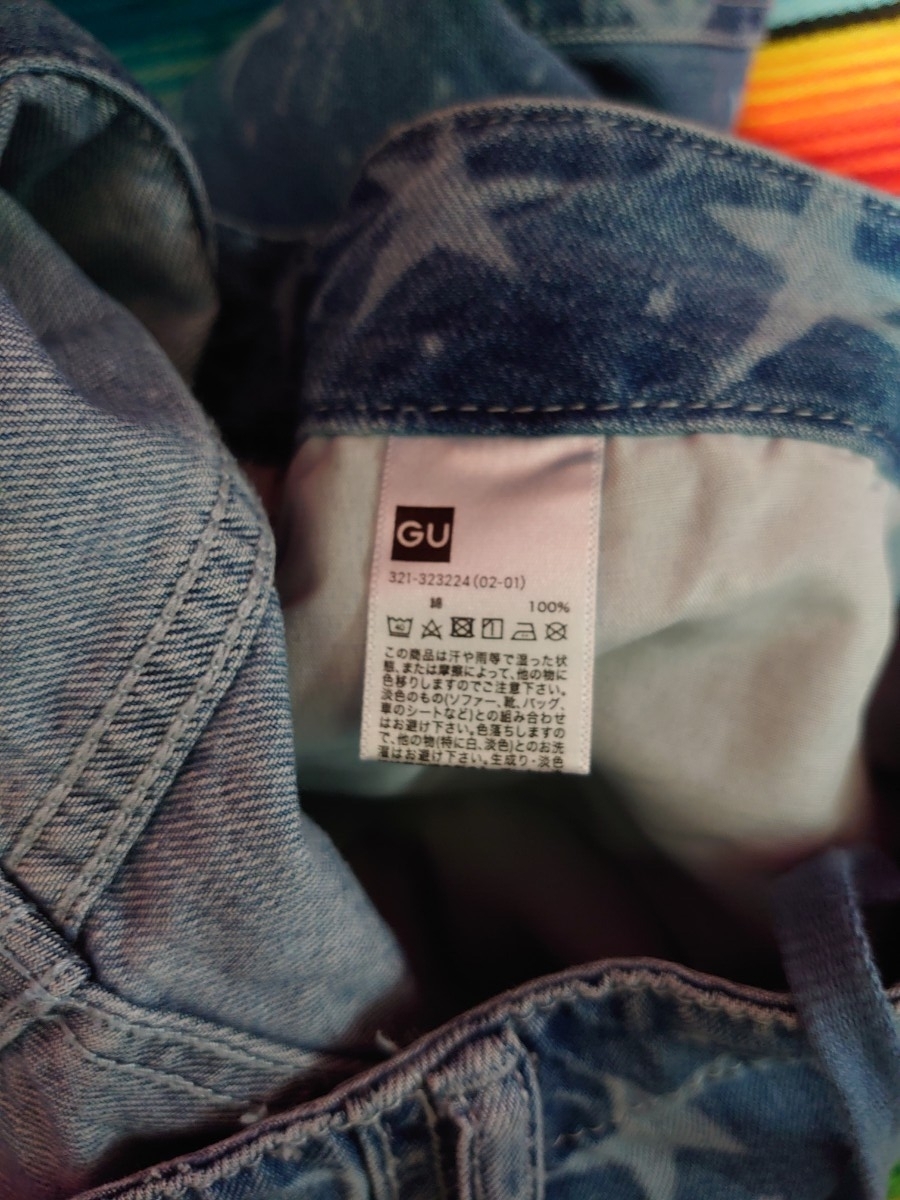 GU
321-323224(02-01)
綿 100%
この商品は汗や雨等で湿った状
態、または摩擦によって、他の物に
色移りしますのでご注意下さい。
淡色のもの(ソファー、靴、バッグ、
車のシートなど)との組み合わせ
はお避け下さい。色落ちしますの
で、他の物(特に白、淡色)とのお洗
濯はお避け下さい。生成り・淡色